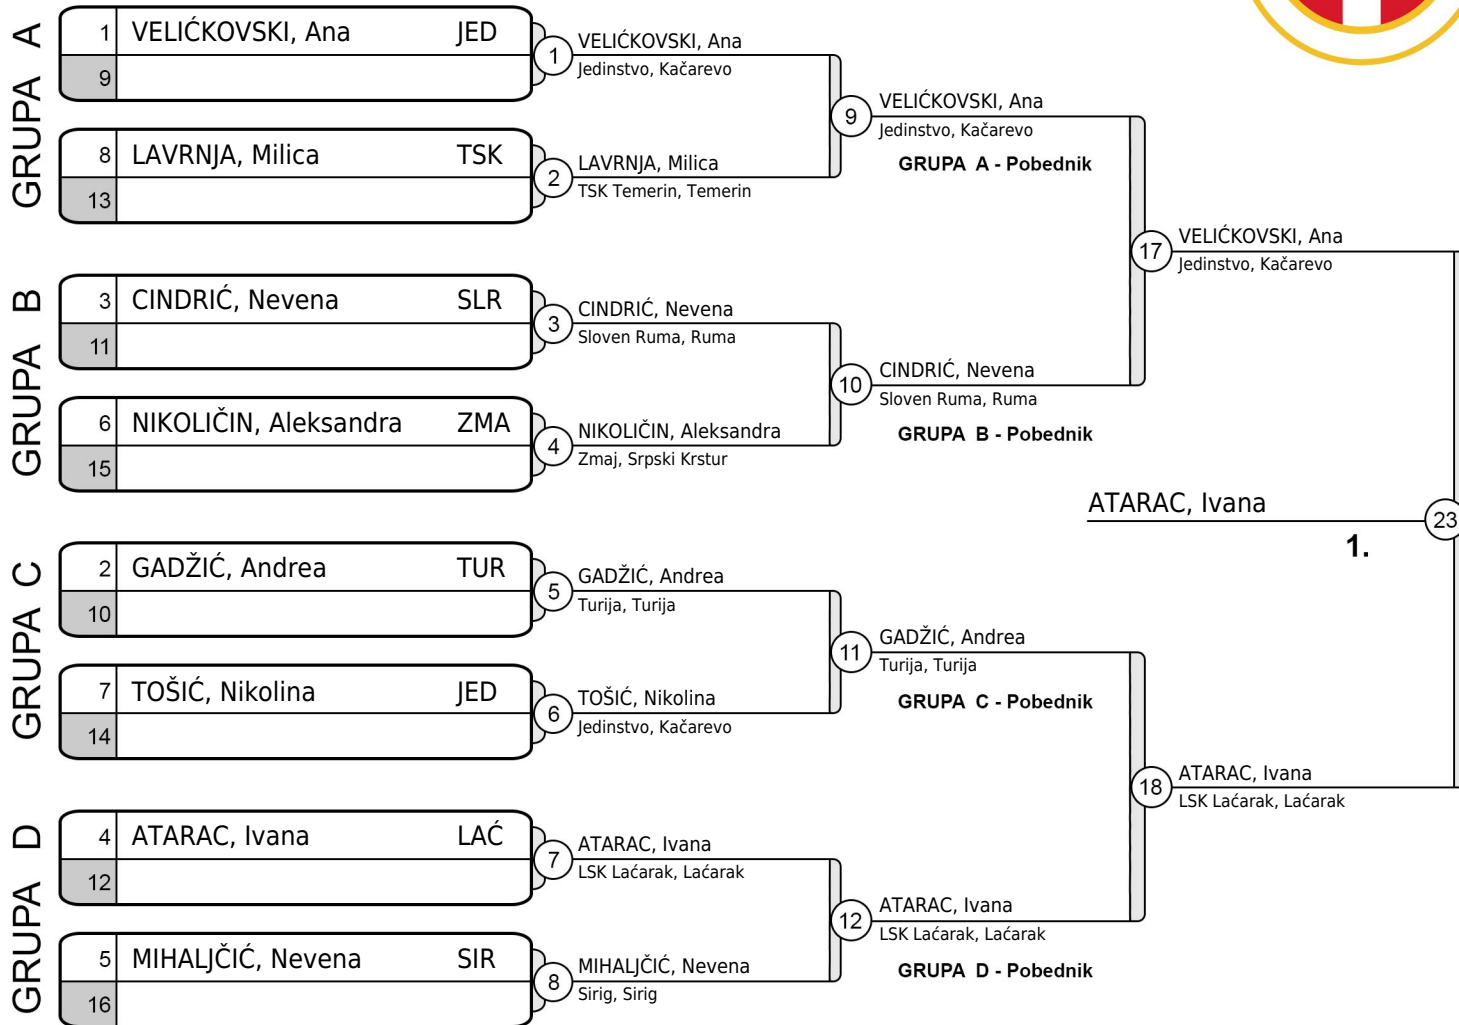 GRUPA A
1 VELIĆKOVSKI, Ana JED
9
8 LAVRNJA, Milica TSK
13
GRUPA B
3 CINDRIĆ, Nevena SLR
11
6 NIKOLIČIN, Aleksandra ZMA
15
GRUPA C
2 GADŽIĆ, Andrea TUR
10
7 TOŠIĆ, Nikolina JED
14
GRUPA D
4 ATARAC, Ivana LAĆ
12
5 MIHALJČIĆ, Nevena SIR
16
1 VELIĆKOVSKI, Ana
Jedinstvo, Kačarevo
2 LAVRNJA, Milica
TSK Temerin, Temerin
3 CINDRIĆ, Nevena
Sloven Ruma, Ruma
4 NIKOLIČIN, Aleksandra
Zmaj, Srpski Krstur
5 GADŽIĆ, Andrea
Turija, Turija
6 TOŠIĆ, Nikolina
Jedinstvo, Kačarevo
7 ATARAC, Ivana
LSK Laćarak, Laćarak
8 MIHALJČIĆ, Nevena
Sirig, Sirig
9 VELIĆKOVSKI, Ana
Jedinstvo, Kačarevo
GRUPA A - Pobednik
10 CINDRIĆ, Nevena
Sloven Ruma, Ruma
GRUPA B - Pobednik
11 GADŽIĆ, Andrea
Turija, Turija
GRUPA C - Pobednik
12 ATARAC, Ivana
LSK Laćarak, Laćarak
GRUPA D - Pobednik
17 VELIĆKOVSKI, Ana
Jedinstvo, Kačarevo
18 ATARAC, Ivana
LSK Laćarak, Laćarak
ATARAC, Ivana 23
1.